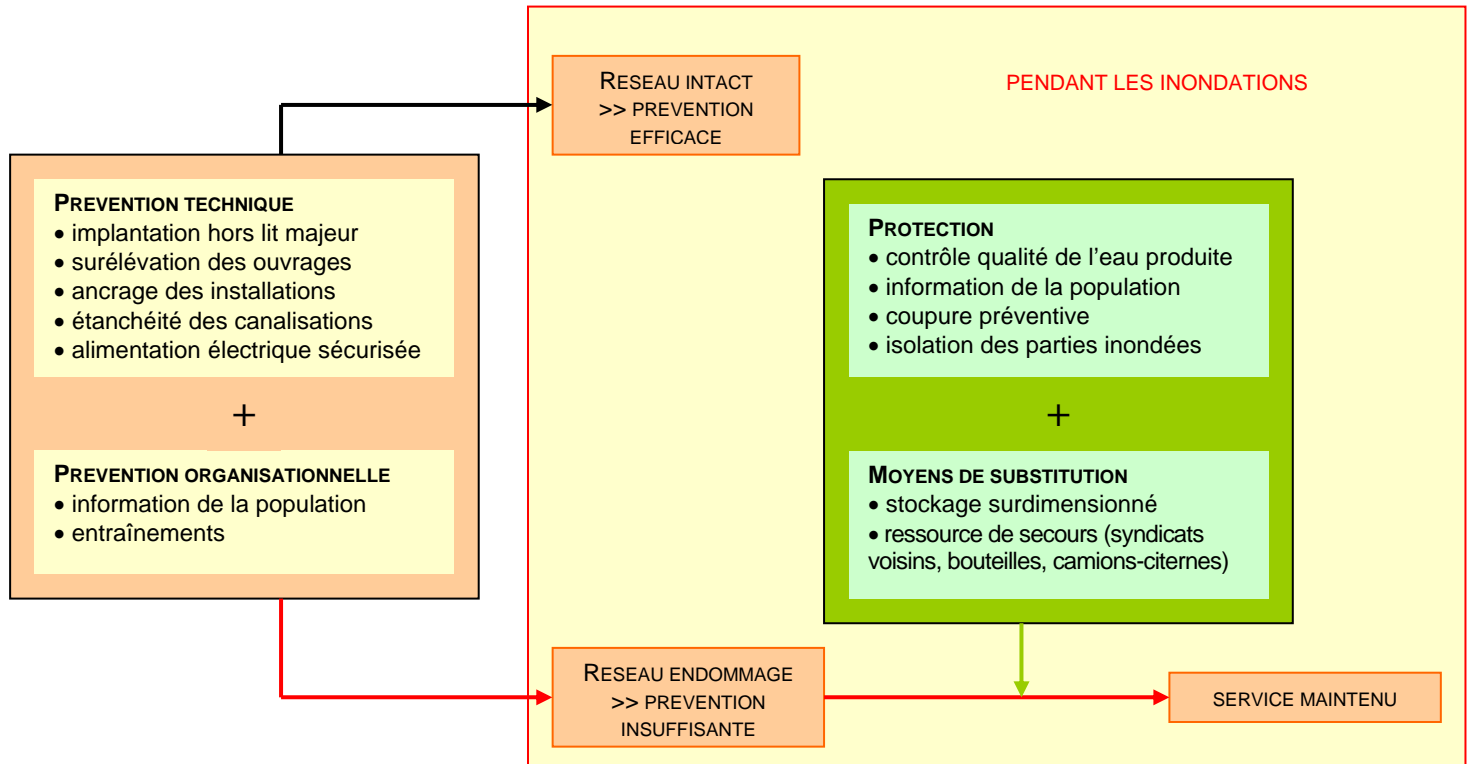 RESEAU INTACT
>> PREVENTION
EFFICACE
PENDANT LES INONDATIONS
PREVENTION TECHNIQUE
• implantation hors lit majeur
• surélévation des ouvrages
• ancrage des installations
• étanchéité des canalisations
• alimentation électrique sécurisée
+
PREVENTION ORGANISATIONNELLE
• information de la population
• entraînements
PROTECTION
• contrôle qualité de l'eau produite
• information de la population
• coupure préventive
• isolation des parties inondées
+
MOYENS DE SUBSTITUTION
• stockage surdimensionné
• ressource de secours (syndicats
voisins, bouteilles, camions-citernes)
RESEAU ENDOMMAGE
>> PREVENTION
INSUFFISANTE
SERVICE MAINTENU